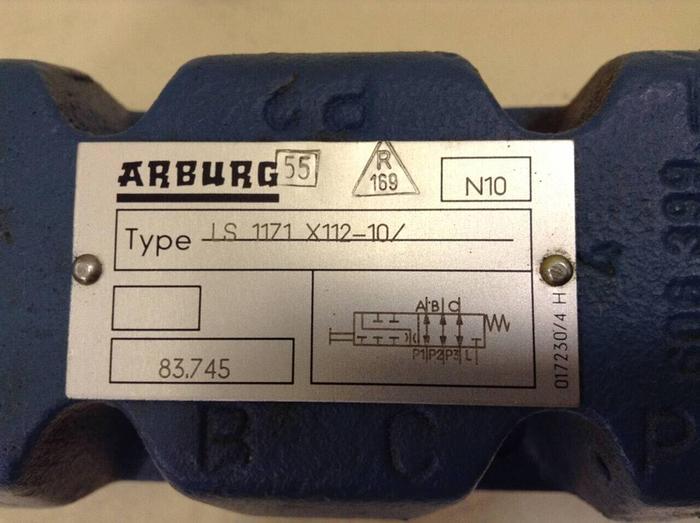 ARBURG 55 R 169 N10
Type LS 1171 X112-10/
A B C
P1 P2 P3 L
83.745
017230/4 H
B C P